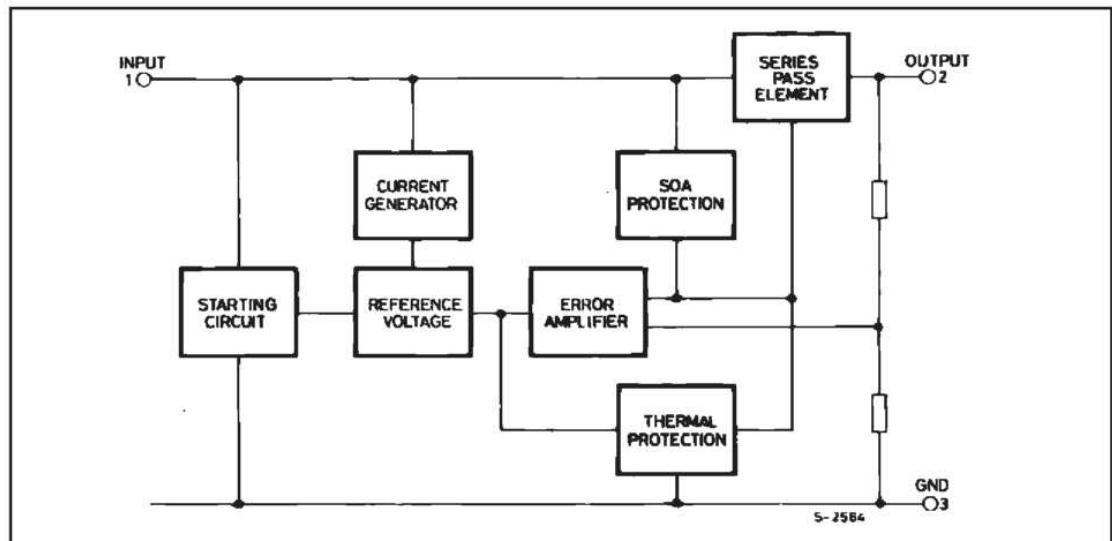 INPUT
1
SERIES
PASS
ELEMENT
OUTPUT
2
CURRENT
GENERATOR
SOA
PROTECTION
STARTING
CIRCUIT
REFERENCE
VOLTAGE
ERROR
AMPLIFIER
THERMAL
PROTECTION
GND
3
S-2564